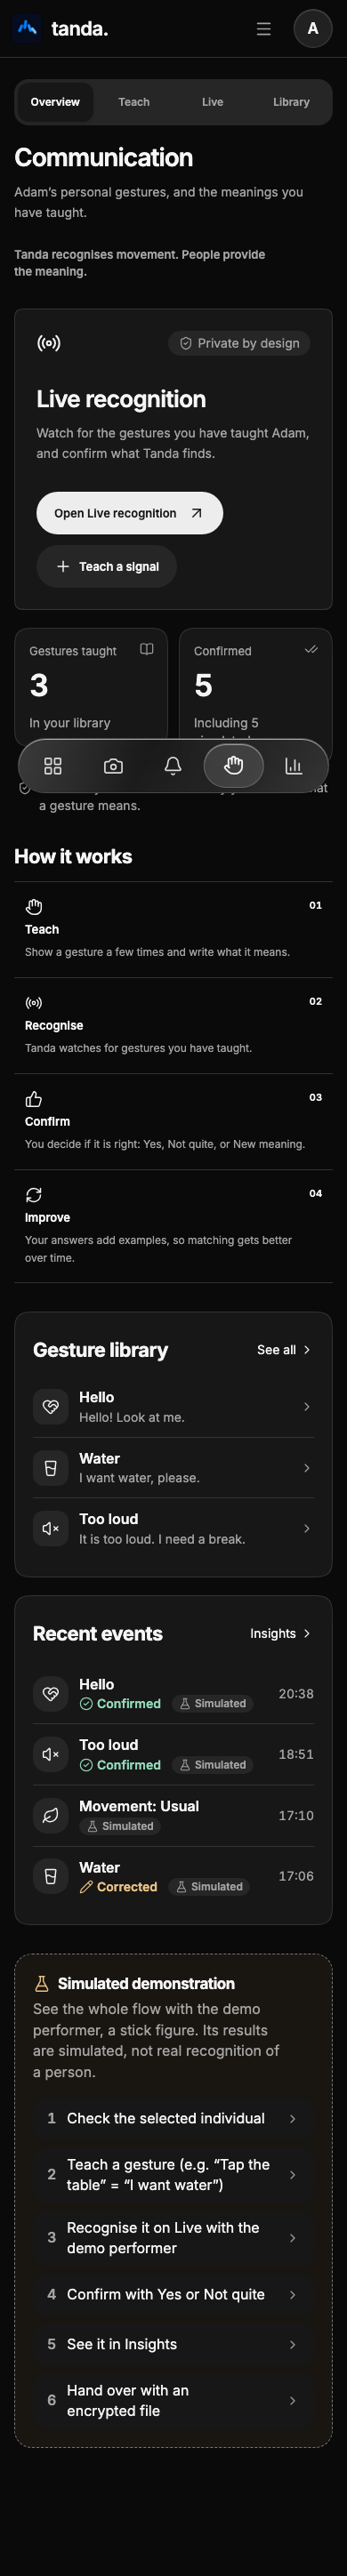 tanda.
A
Overview
Teach
Live
Library
Communication
Adam’s personal gestures, and the meanings you
have taught.
Tanda recognises movement. People provide
the meaning.
Private by design
Live recognition
Watch for the gestures you have taught Adam,
and confirm what Tanda finds.
Open Live recognition
Teach a signal
Gestures taught
3
In your library
Confirmed
5
Including 5
a gesture means.
How it works
01
Teach
Show a gesture a few times and write what it means.
02
Recognise
Tanda watches for gestures you have taught.
03
Confirm
You decide if it is right: Yes, Not quite, or New meaning.
04
Improve
Your answers add examples, so matching gets better
over time.
Gesture library
See all
Hello
Hello! Look at me.
Water
I want water, please.
Too loud
It is too loud. I need a break.
Recent events
Insights
Hello
Confirmed
Simulated
20:38
Too loud
Confirmed
Simulated
18:51
Movement: Usual
Simulated
17:10
Water
Corrected
Simulated
17:06
Simulated demonstration
See the whole flow with the demo
performer, a stick figure. Its results
are simulated, not real recognition of
a person.
1 Check the selected individual
2 Teach a gesture (e.g. “Tap the
table” = “I want water”)
3 Recognise it on Live with the
demo performer
4 Confirm with Yes or Not quite
5 See it in Insights
6 Hand over with an
encrypted file